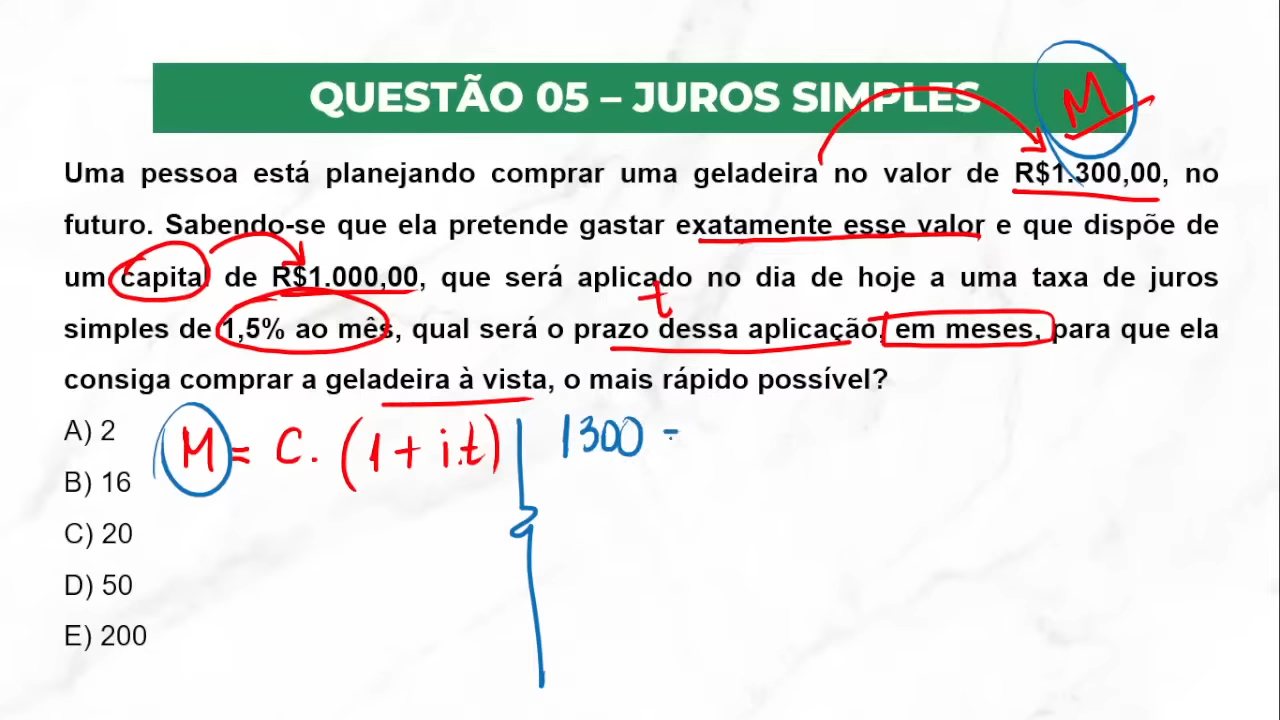 QUESTÃO 05 – JUROS SIMPLES
M
Uma pessoa está planejando comprar uma geladeira no valor de R$1.300,00, no
futuro. Sabendo-se que ela pretende gastar exatamente esse valor e que dispõe de
um capital de R$1.000,00, que será aplicado no dia de hoje a uma taxa de juros
t
simples de 1,5% ao mês, qual será o prazo dessa aplicação, em meses, para que ela
consiga comprar a geladeira à vista, o mais rápido possível?
A) 2
M = C. (1 + i.t)
1300 =
B) 16
C) 20
D) 50
E) 200